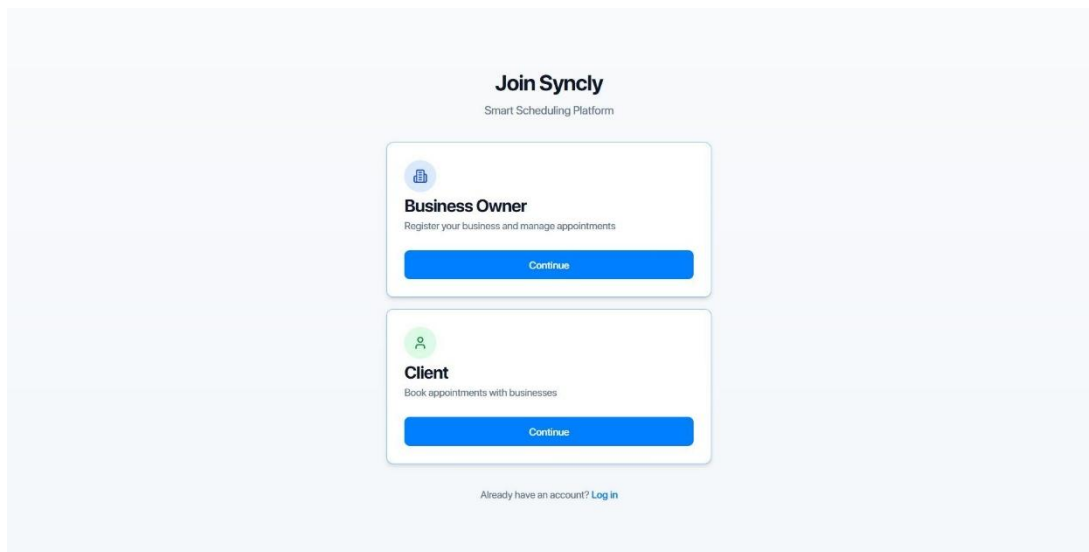 Join Syncly
Smart Scheduling Platform
Business Owner
Register your business and manage appointments
Continue
Client
Book appointments with businesses
Continue
Already have an account? Log in